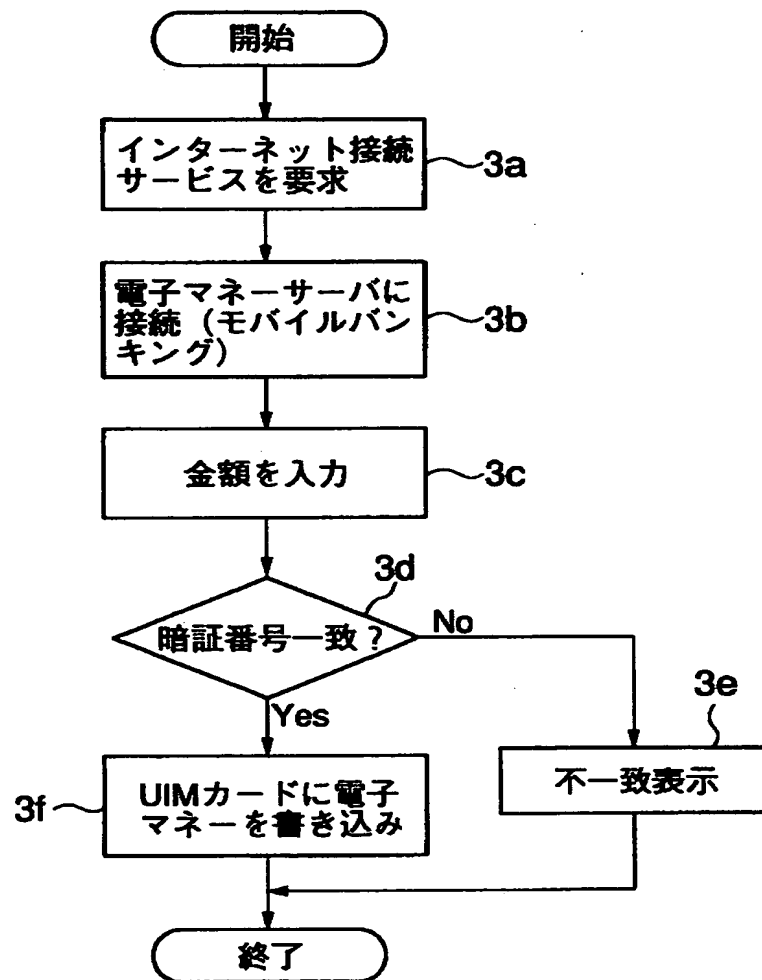 開始
インターネット接続
サービスを要求
3a
電子マネーサーバに
接続（モバイルバン
キング）
3b
金額を入力
3c
3d
暗証番号一致？
No
Yes
3e
不一致表示
3f
UIMカードに電子
マネーを書き込み
終了